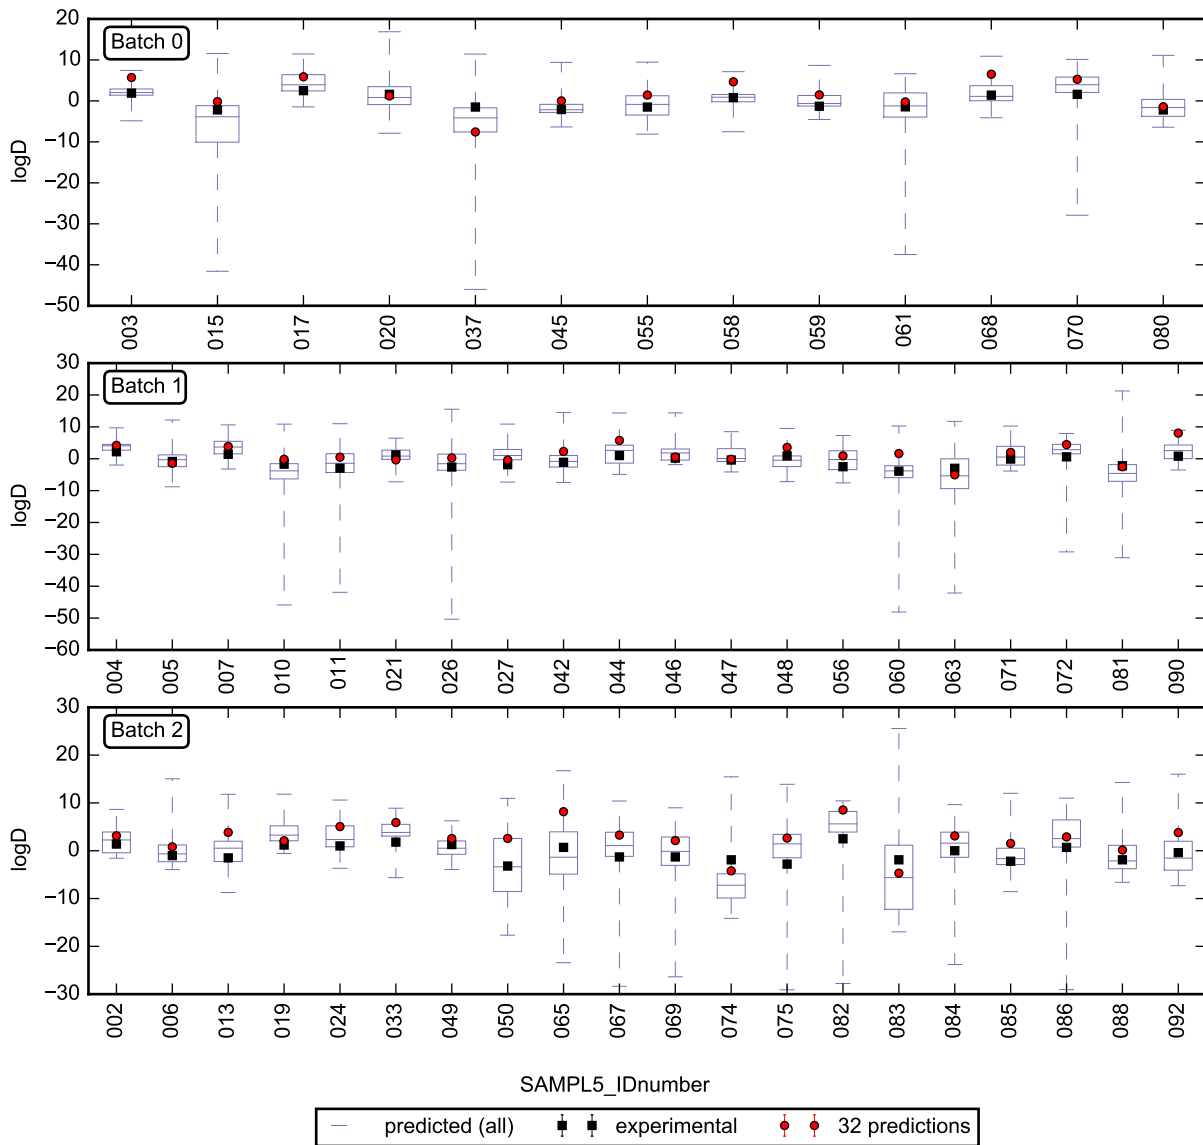 20
Batch 0
10
0
−10
−20
−30
−40
−50
logD
003 015 017 020 037 045 055 058 059 061 068 070 080
30
Batch 1
20
10
0
−10
−20
−30
−40
−50
−60
logD
004 005 007 010 011 021 026 027 042 044 046 047 048 056 060 063 071 072 081 090
30
Batch 2
20
10
0
−10
−20
−30
logD
002 006 013 019 024 033 049 050 065 067 069 074 075 082 083 084 085 086 088 092
SAMPL5_IDnumber
predicted (all) experimental 32 predictions